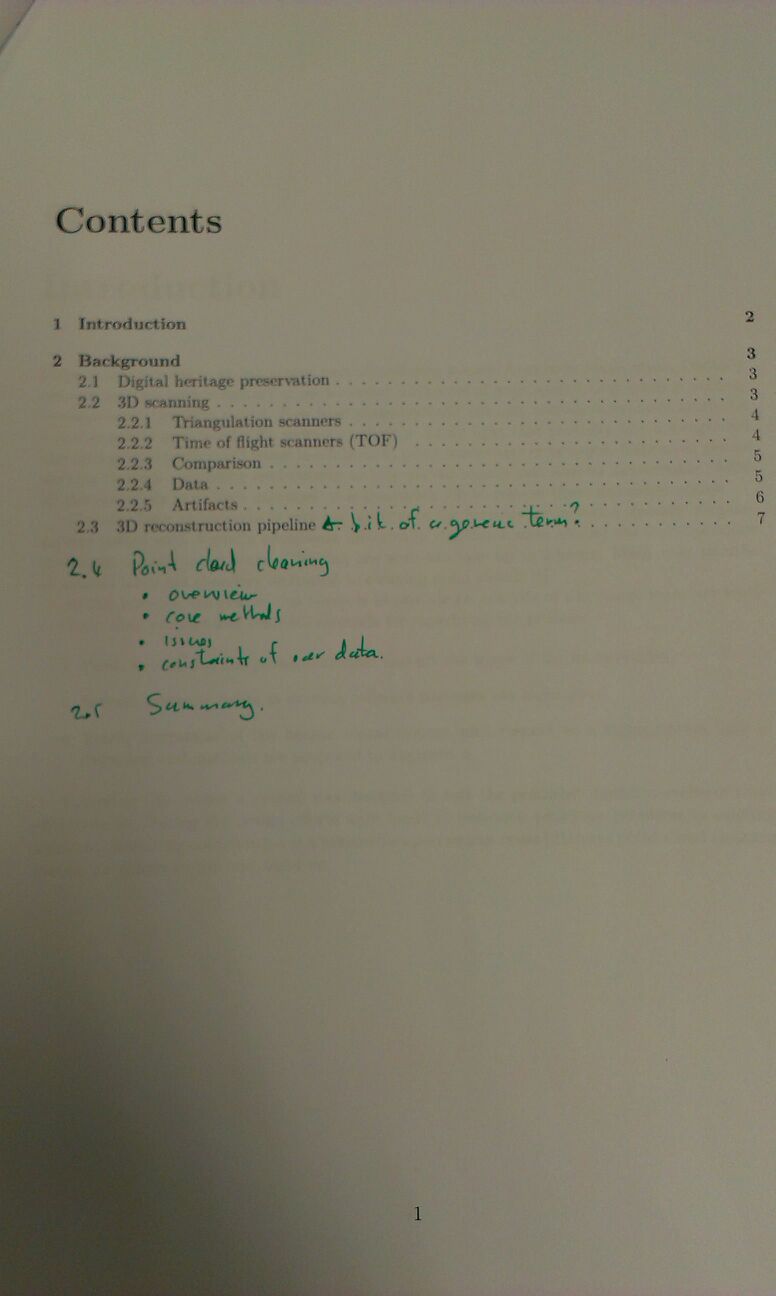 Contents
1 Introduction 2
2 Background 3
2.1 Digital heritage preservation . . . . . . . . . . . . . . . . . . . . . . . . . . . 3
2.2 3D scanning . . . . . . . . . . . . . . . . . . . . . . . . . . . . . . . . . . . . 3
2.2.1 Triangulation scanners . . . . . . . . . . . . . . . . . . . . . . . . . . 4
2.2.2 Time of flight scanners (TOF) . . . . . . . . . . . . . . . . . . . . . . 4
2.2.3 Comparison . . . . . . . . . . . . . . . . . . . . . . . . . . . . . . . . 5
2.2.4 Data . . . . . . . . . . . . . . . . . . . . . . . . . . . . . . . . . . . . 5
2.2.5 Artifacts . . . . . . . . . . . . . . . . . . . . . . . . . . . . . . . . . . 6
2.3 3D reconstruction pipeline A bit of a generic term? . . . . . . . . . . . 7
2.4 Point cloud cleaning
• overview
• core methods
• issues
• constraints of our data.
2.5 Summary.
1